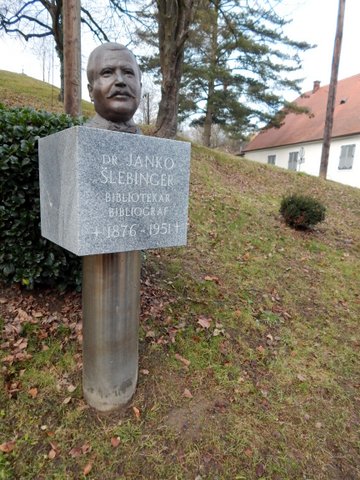 DR. JANKO
ŠLEBINGER
BIBLIOTEKAR
BIBLIOGRAF
* 1876 - 1951 †